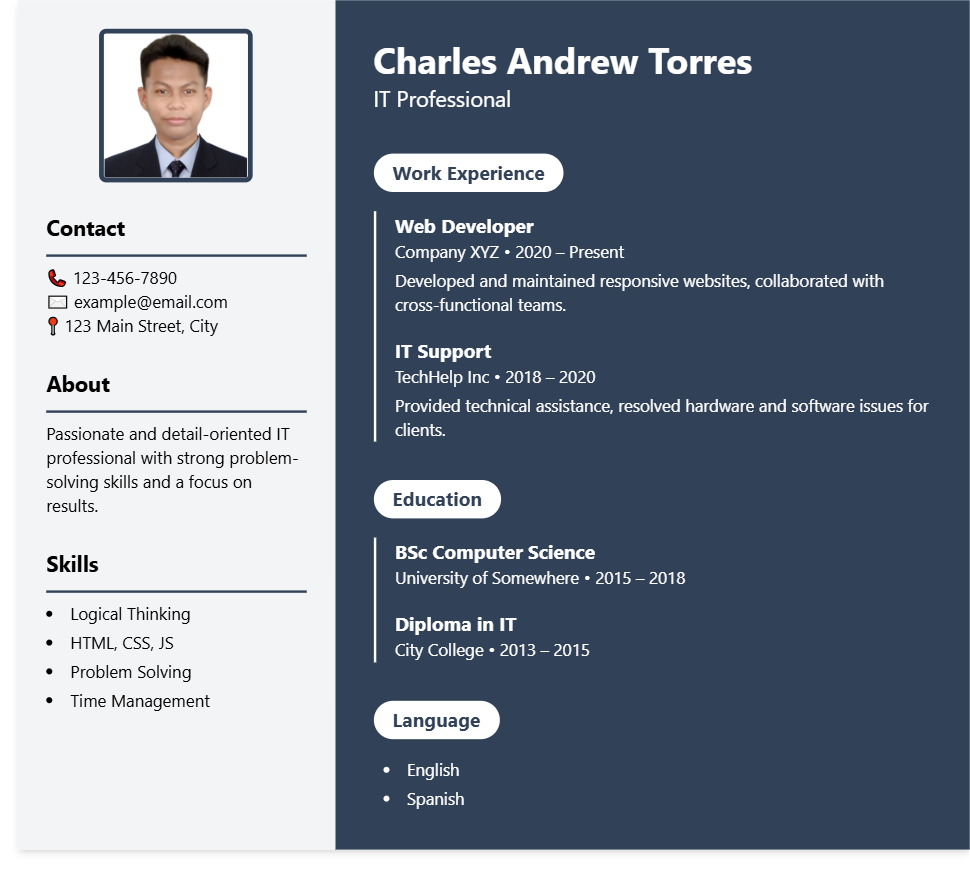 Charles Andrew Torres
IT Professional
Contact
123-456-7890
example@email.com
123 Main Street, City
About
Passionate and detail-oriented IT
professional with strong problem-
solving skills and a focus on
results.
Skills
• Logical Thinking
• HTML, CSS, JS
• Problem Solving
• Time Management
Work Experience
Web Developer
Company XYZ • 2020 – Present
Developed and maintained responsive websites, collaborated with
cross-functional teams.
IT Support
TechHelp Inc • 2018 – 2020
Provided technical assistance, resolved hardware and software issues for
clients.
Education
BSc Computer Science
University of Somewhere • 2015 – 2018
Diploma in IT
City College • 2013 – 2015
Language
• English
• Spanish